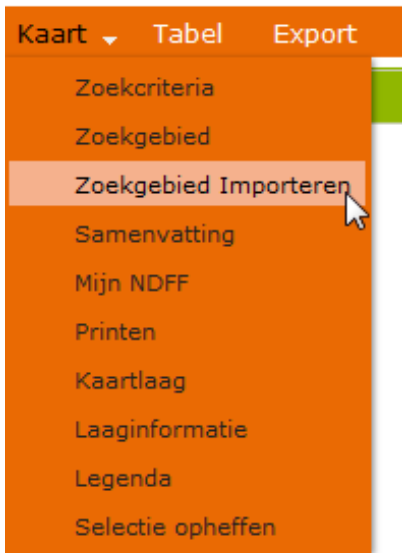 Kaart Tabel Export
Zoekcriteria
Zoekgebied
Zoekgebied Importeren
Samenvatting
Mijn NDFF
Printen
Kaartlaag
Laaginformatie
Legenda
Selectie opheffen